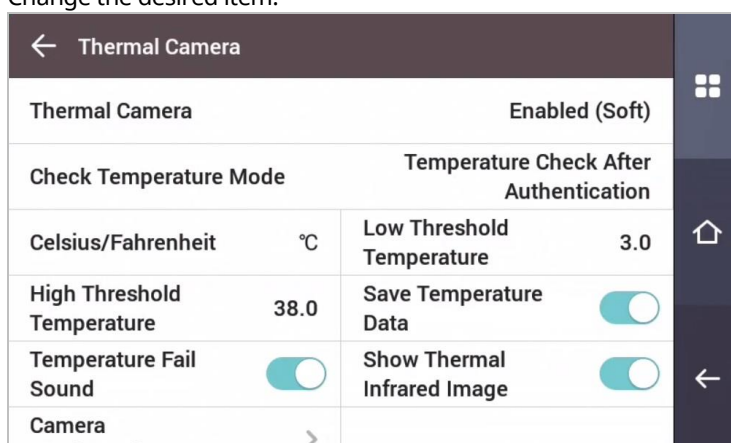 Change the desired item.
Thermal Camera
Thermal Camera
Enabled (Soft)
Check Temperature Mode
Temperature Check After
Authentication
Celsius/Fahrenheit
℃
Low Threshold
Temperature
3.0
High Threshold
Temperature
38.0
Save Temperature
Data
Temperature Fail
Sound
Show Thermal
Infrared Image
Camera